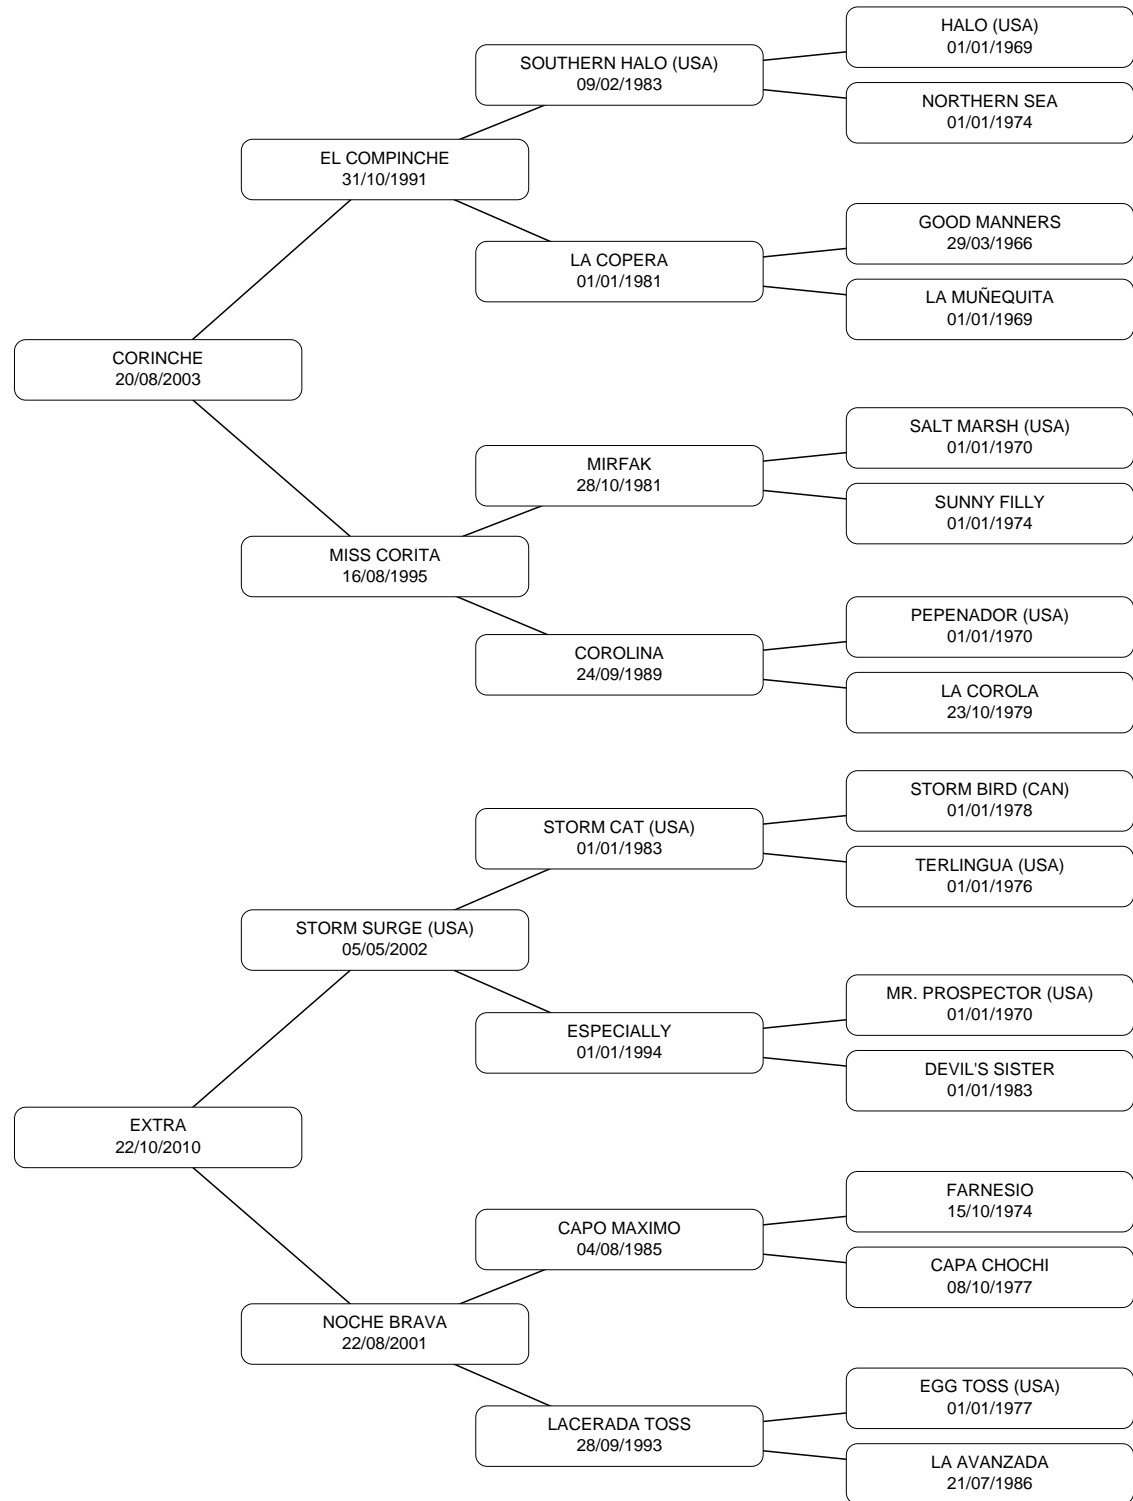 HALO (USA)
01/01/1969
SOUTHERN HALO (USA)
09/02/1983
NORTHERN SEA
01/01/1974
EL COMPINCHE
31/10/1991
GOOD MANNERS
29/03/1966
LA COPERA
01/01/1981
LA MUÑEQUITA
01/01/1969
CORINCHE
20/08/2003
SALT MARSH (USA)
01/01/1970
MIRFAK
28/10/1981
SUNNY FILLY
01/01/1974
MISS CORITA
16/08/1995
PEPENADOR (USA)
01/01/1970
COROLINA
24/09/1989
LA COROLA
23/10/1979
STORM BIRD (CAN)
01/01/1978
STORM CAT (USA)
01/01/1983
TERLINGUA (USA)
01/01/1976
STORM SURGE (USA)
05/05/2002
MR. PROSPECTOR (USA)
01/01/1970
ESPECIALLY
01/01/1994
DEVIL'S SISTER
01/01/1983
EXTRA
22/10/2010
FARNESIO
15/10/1974
CAPO MAXIMO
04/08/1985
CAPA CHOCHI
08/10/1977
NOCHE BRAVA
22/08/2001
EGG TOSS (USA)
01/01/1977
LACERADA TOSS
28/09/1993
LA AVANZADA
21/07/1986